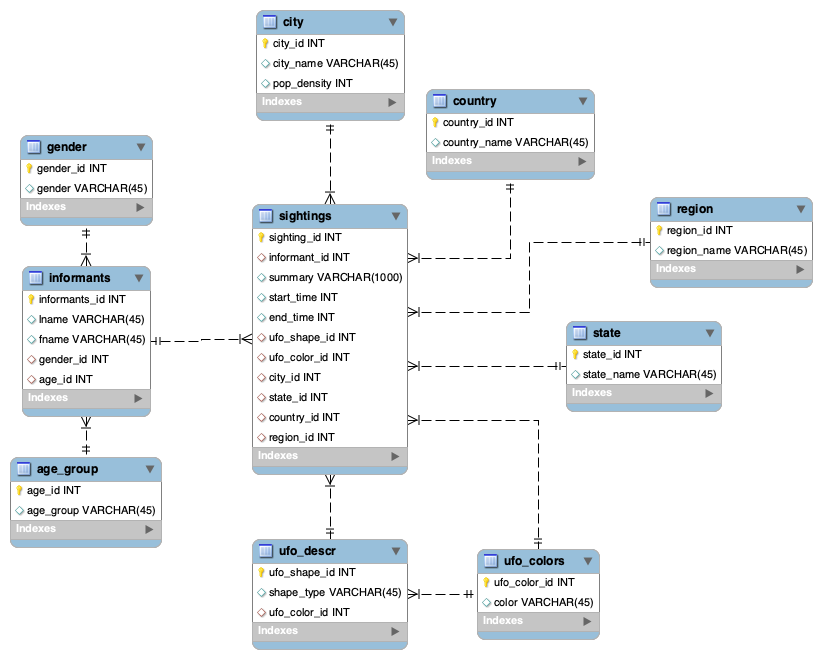 city
city_id INT
city_name VARCHAR(45)
pop_density INT
Indexes
country
country_id INT
country_name VARCHAR(45)
Indexes
gender
gender_id INT
gender VARCHAR(45)
Indexes
region
region_id INT
region_name VARCHAR(45)
Indexes
sightings
sighting_id INT
informant_id INT
summary VARCHAR(1000)
start_time INT
end_time INT
ufo_shape_id INT
ufo_color_id INT
city_id INT
state_id INT
country_id INT
region_id INT
Indexes
informants
informants_id INT
lname VARCHAR(45)
fname VARCHAR(45)
gender_id INT
age_id INT
Indexes
state
state_id INT
state_name VARCHAR(45)
Indexes
age_group
age_id INT
age_group VARCHAR(45)
Indexes
ufo_descr
ufo_shape_id INT
shape_type VARCHAR(45)
ufo_color_id INT
Indexes
ufo_colors
ufo_color_id INT
color VARCHAR(45)
Indexes